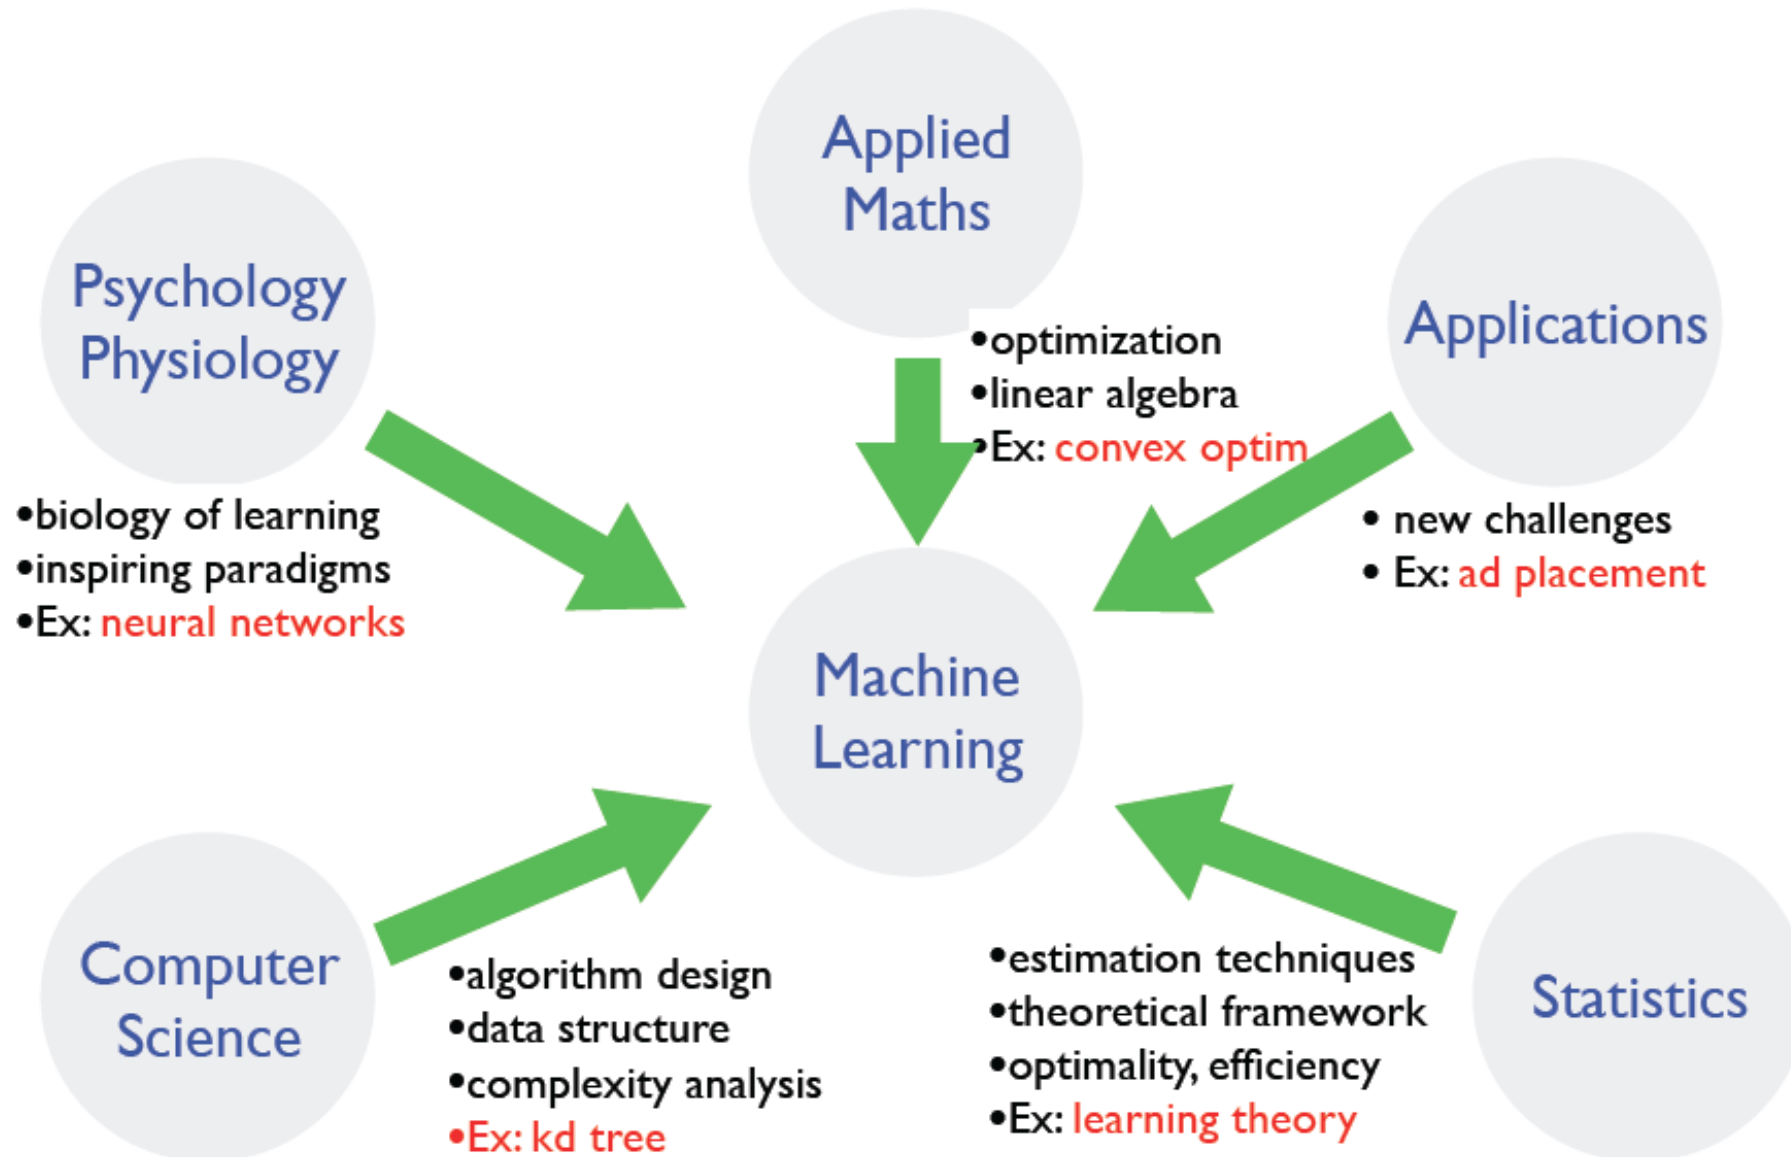 Applied
Maths
•optimization
•linear algebra
•Ex: convex optim
Psychology
Physiology
•biology of learning
•inspiring paradigms
•Ex: neural networks
Applications
• new challenges
• Ex: ad placement
Machine
Learning
Computer
Science
•algorithm design
•data structure
•complexity analysis
•Ex: kd tree
•estimation techniques
•theoretical framework
•optimality, efficiency
•Ex: learning theory
Statistics